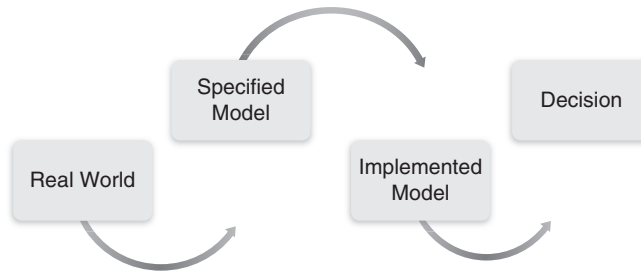 Real World
Specified
Model
Implemented
Model
Decision